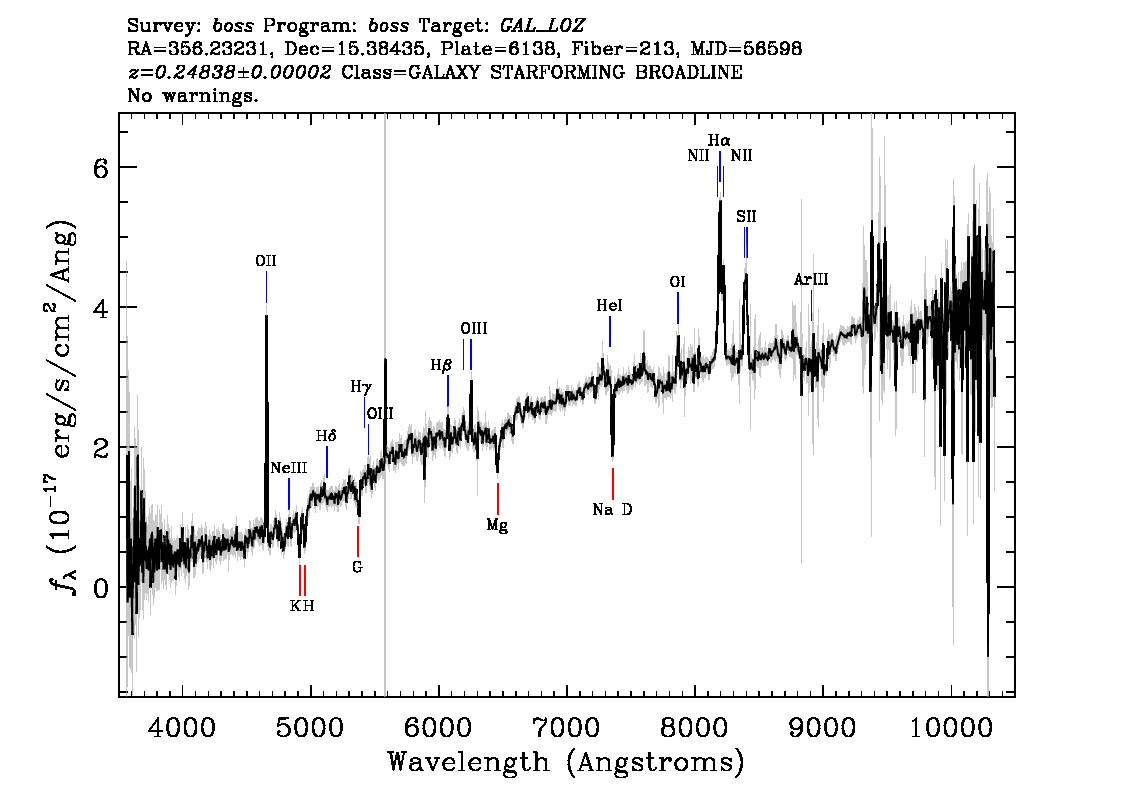 Survey: boss Program: boss Target: GAL_LOZ
RA=356.23231, Dec=15.38435, Plate=6138, Fiber=213, MJD=56598
z=0.24838±0.00002 Class=GALAXY STARFORMING BROADLINE
No warnings.
Hα
NII NII
SII
OII
ArIII
OI
HeI
OIII
Hβ
Hγ
OIII
Hδ
NeIII
Na D
Mg
G
K H
6
4
2
0
f_λ (10^-17 erg/s/cm^2/Ang)
4000 5000 6000 7000 8000 9000 10000
Wavelength (Angstroms)